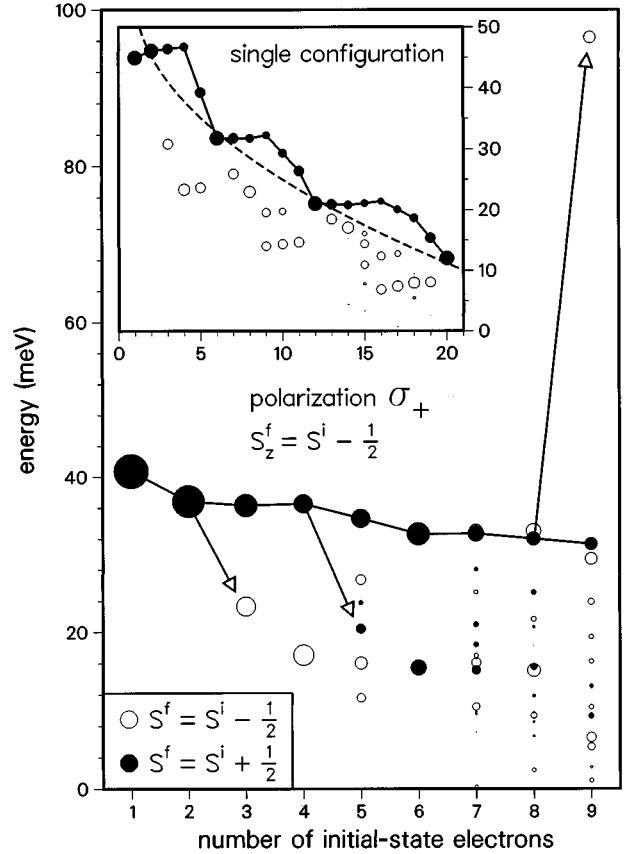 100
80
60
40
20
0
energy (meV)
single configuration
50
40
30
20
10
0
0 5 10 15 20
polarization σ+
S_z^f = S^i − 1/2
○ S^f = S^i − 1/2
● S^f = S^i + 1/2
1 2 3 4 5 6 7 8 9
number of initial-state electrons